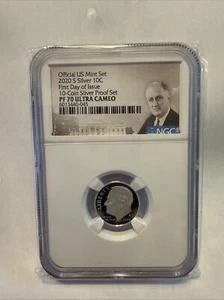 Official US Mint Set
2020 S Silver 10C
First Day of Issue
10-Coin Silver Proof Set
PF 70 ULTRA CAMEO
NGC
LIBERTY